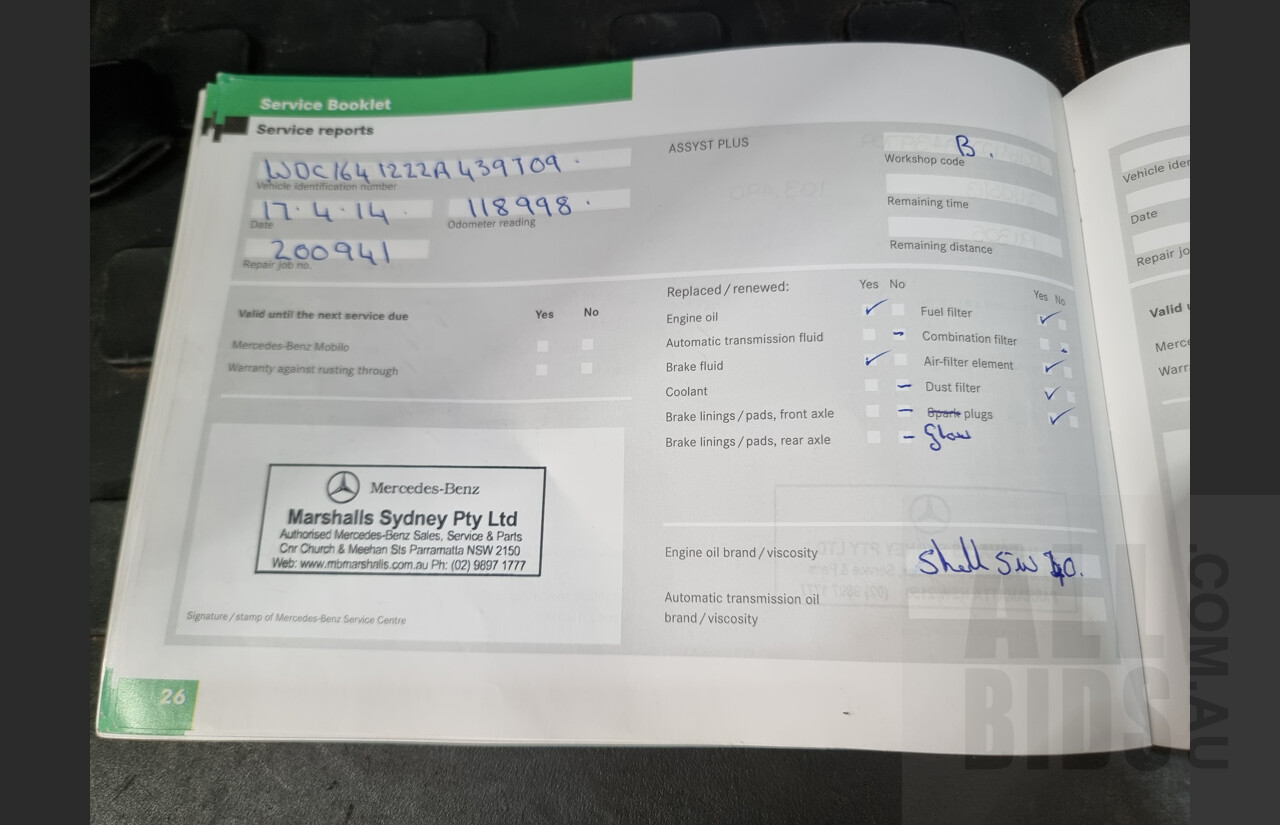 Service Booklet
Service reports
WDC1641222A439709.
Vehicle identification number
17.4.14.
Date
118998.
Odometer reading
200941
Repair job no.
ASSYST PLUS
B.
Workshop code
Remaining time
Remaining distance
Valid until the next service due Yes No
Mercedes-Benz Mobilo
Warranty against rusting through
Replaced / renewed: Yes No Yes No
Engine oil ✓ Fuel filter ✓
Automatic transmission fluid - Combination filter -
Brake fluid ✓ Air-filter element ✓
Coolant - Dust filter ✓
Brake linings / pads, front axle - Spark plugs ✓
Brake linings / pads, rear axle - Glow
Mercedes-Benz
Marshalls Sydney Pty Ltd
Authorised Mercedes-Benz Sales, Service & Parts
Cnr Church & Meehan Sts Parramatta NSW 2150
Web: www.mbmarshalls.com.au Ph: (02) 9897 1777
Signature / stamp of Mercedes-Benz Service Centre
Engine oil brand / viscosity Shell 5w
Automatic transmission oil
brand / viscosity
26
Vehicle iden
Date
Repair jo
Valid
Merce
Warr
ALL
BIDS
.COM.AU